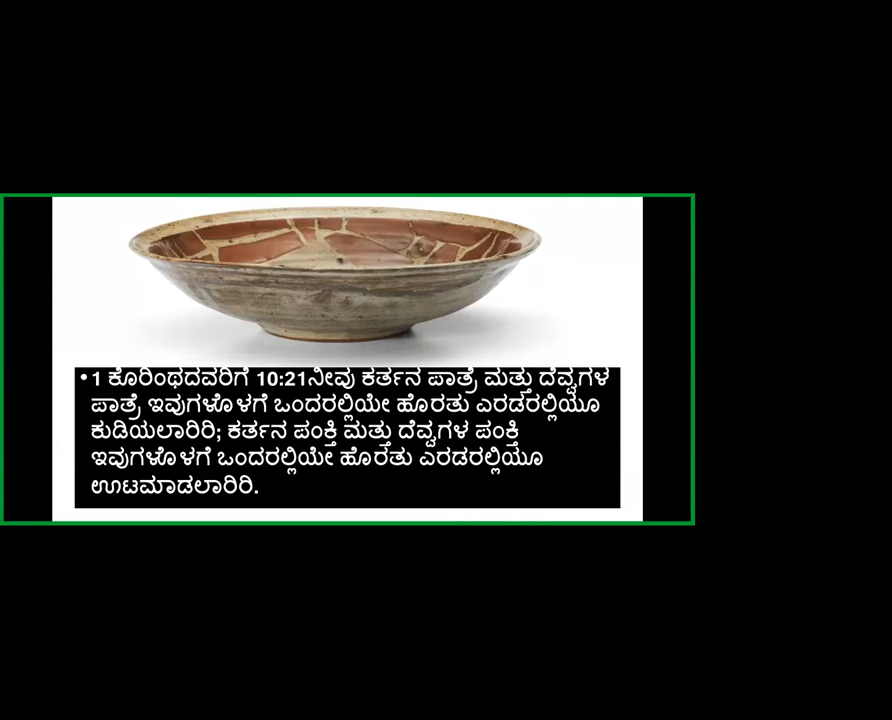 • 1 ಕೊರಿಂಥದವರಿಗೆ 10:21ನೀವು ಕರ್ತನ ಪಾತ್ರೆ ಮತ್ತು ದೆವ್ವಗಳ
ಪಾತ್ರೆ ಇವುಗಳೊಳಗೆ ಒಂದರಲ್ಲಿಯೇ ಹೊರತು ಎರಡರಲ್ಲಿಯೂ
ಕುಡಿಯಲಾರಿರಿ; ಕರ್ತನ ಪಂಕ್ತಿ ಮತ್ತು ದೆವ್ವಗಳ ಪಂಕ್ತಿ
ಇವುಗಳೊಳಗೆ ಒಂದರಲ್ಲಿಯೇ ಹೊರತು ಎರಡರಲ್ಲಿಯೂ
ಊಟಮಾಡಲಾರಿರಿ.